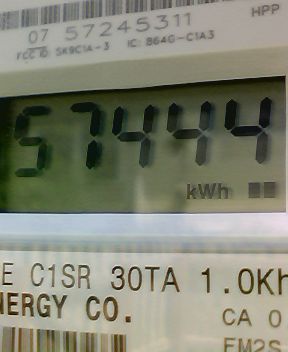 HPP
07 57245311
FCC ID: SK9C1A-3 IC: 864G-C1A3
57444
kWh
E C1SR 30TA 1.0Kh
NERGY CO.
CA 0
FM2S